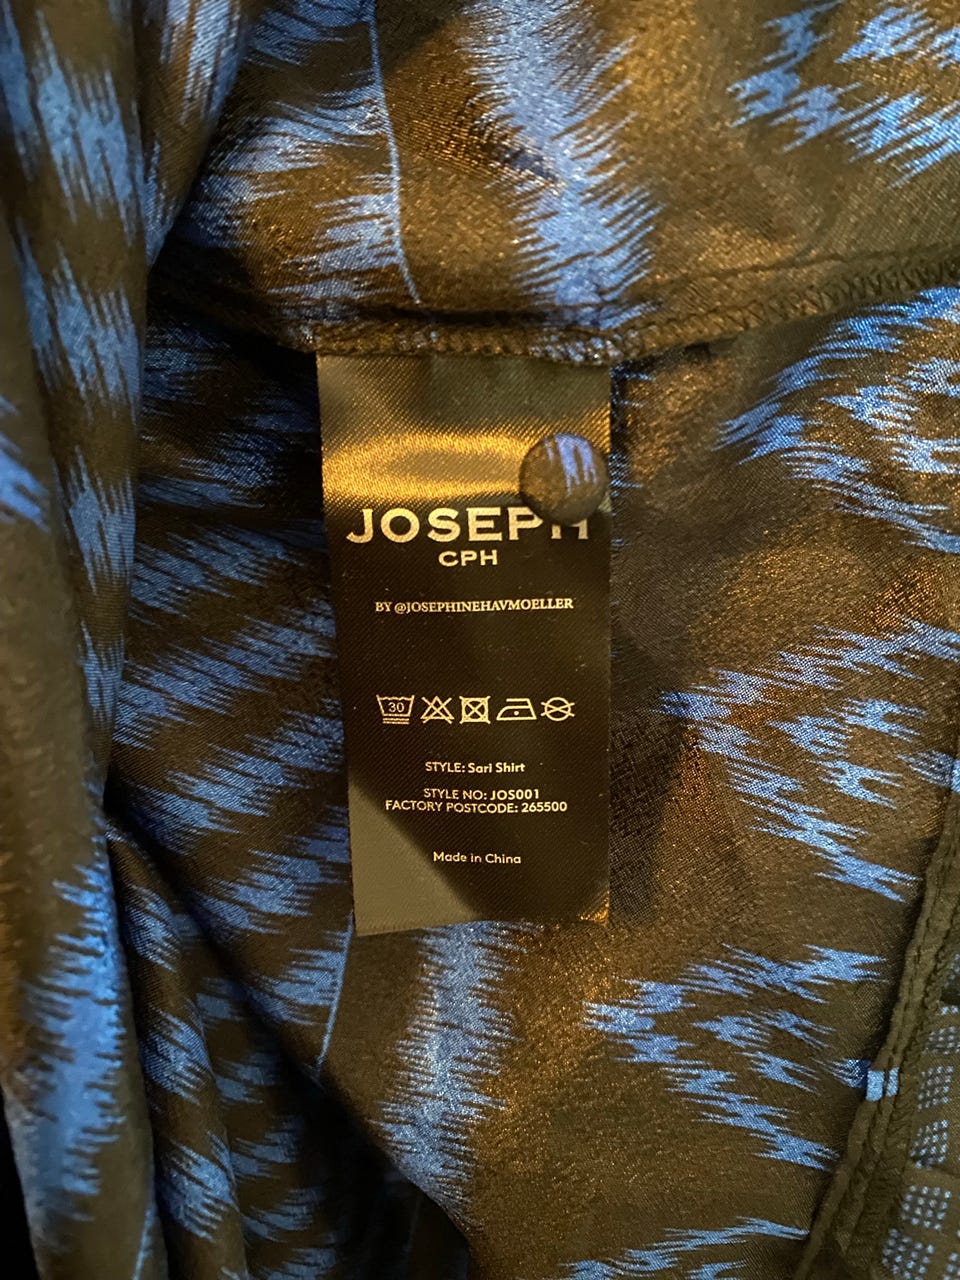 JOSEPH
CPH
BY @JOSEPHINEHAVMOELLER
30
STYLE: Sari Shirt
STYLE NO: JOS001
FACTORY POSTCODE: 265500
Made in China